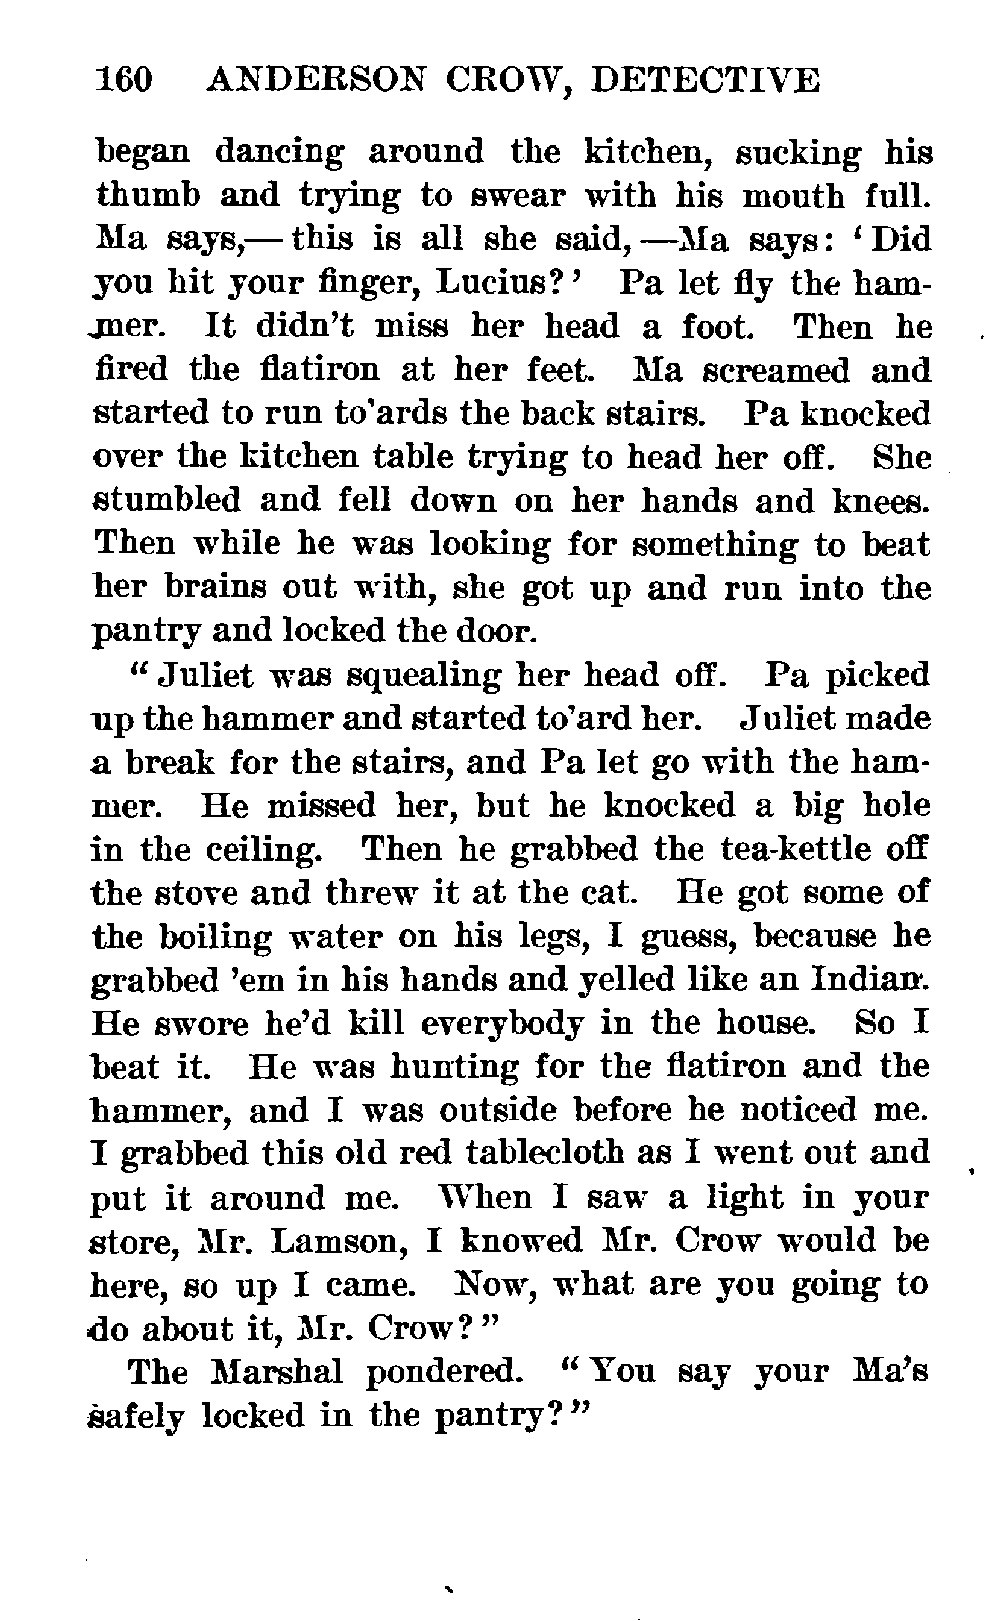 160 ANDERSON CROW, DETECTIVE
began dancing around the kitchen, sucking his
thumb and trying to swear with his mouth full.
Ma says,— this is all she said, —Ma says: ‘ Did
you hit your finger, Lucius? ’ Pa let fly the ham-
mer. It didn’t miss her head a foot. Then he
fired the flatiron at her feet. Ma screamed and
started to run to’ards the back stairs. Pa knocked
over the kitchen table trying to head her off. She
stumbled and fell down on her hands and knees.
Then while he was looking for something to beat
her brains out with, she got up and run into the
pantry and locked the door.
“ Juliet was squealing her head off. Pa picked
up the hammer and started to’ard her. Juliet made
a break for the stairs, and Pa let go with the ham-
mer. He missed her, but he knocked a big hole
in the ceiling. Then he grabbed the tea-kettle off
the stove and threw it at the cat. He got some of
the boiling water on his legs, I guess, because he
grabbed ’em in his hands and yelled like an Indian.
He swore he’d kill everybody in the house. So I
beat it. He was hunting for the flatiron and the
hammer, and I was outside before he noticed me.
I grabbed this old red tablecloth as I went out and
put it around me. When I saw a light in your
store, Mr. Lamson, I knowed Mr. Crow would be
here, so up I came. Now, what are you going to
do about it, Mr. Crow? ”
The Marshal pondered. “ You say your Ma’s
safely locked in the pantry? ”